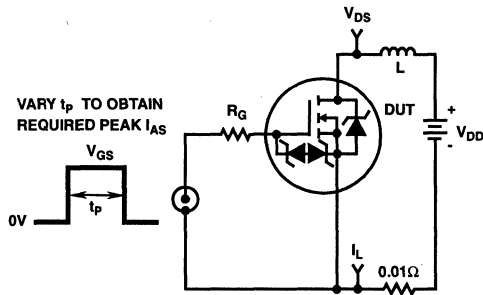 V_DS
L
VARY t_P TO OBTAIN
REQUIRED PEAK I_AS
R_G
DUT
+
V_DD
-
V_GS
t_P
0V
I_L
0.01Ω